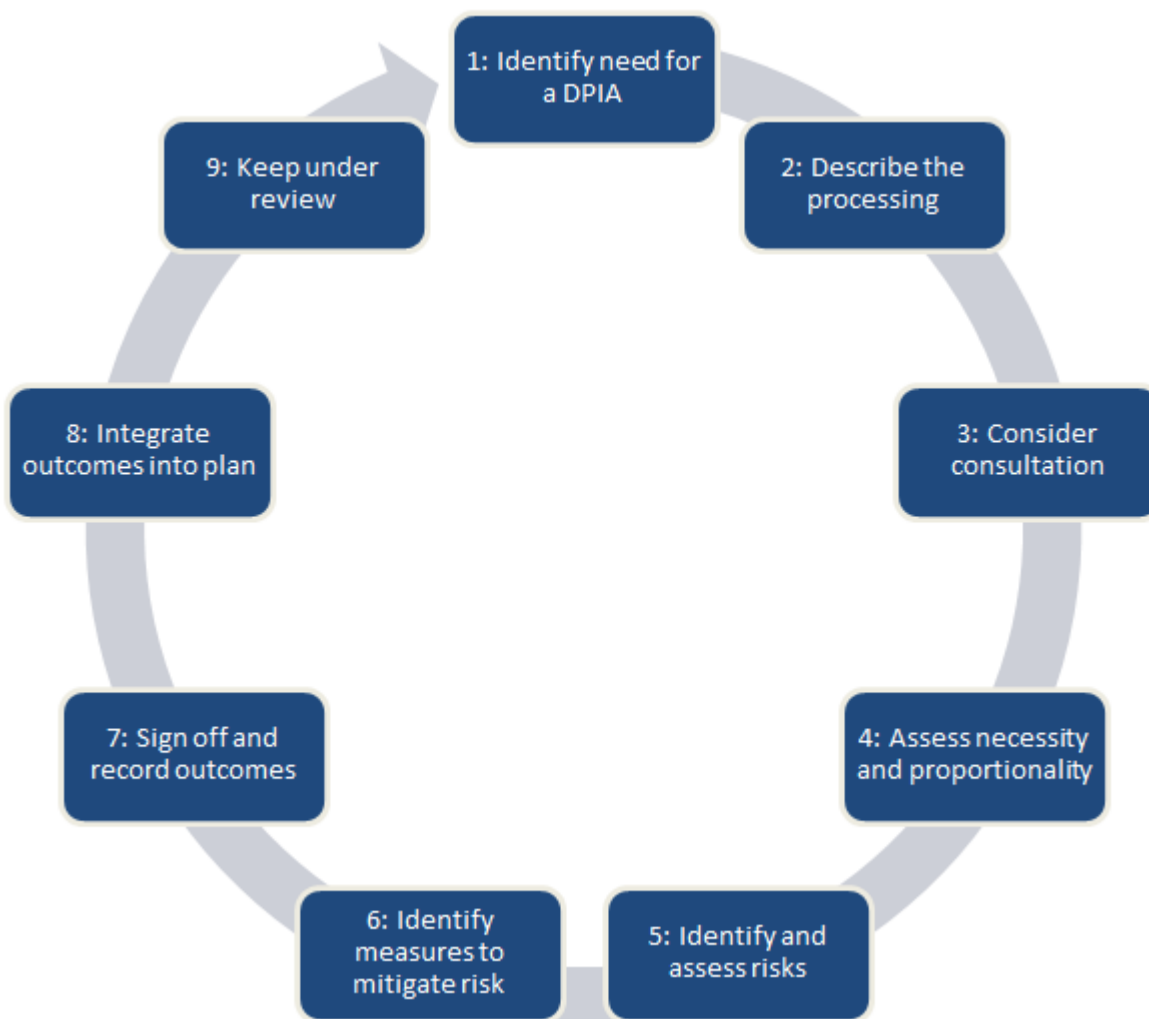 1: Identify need for
a DPIA
2: Describe the
processing
3: Consider
consultation
4: Assess necessity
and proportionality
5: Identify and
assess risks
6: Identify
measures to
mitigate risk
7: Sign off and
record outcomes
8: Integrate
outcomes into plan
9: Keep under
review